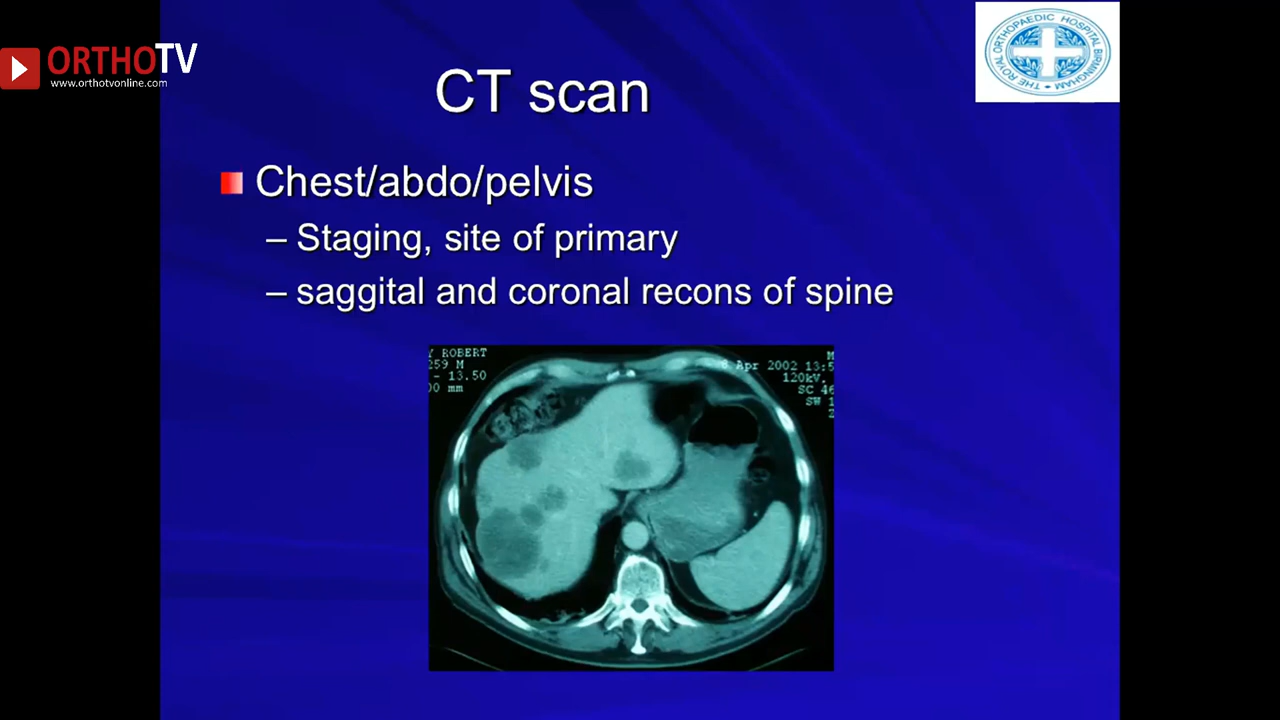 ORTHOTV
www.orthotvonline.com
THE ROYAL ORTHOPAEDIC HOSPITAL BIRMINGHAM
CT scan
Chest/abdo/pelvis
– Staging, site of primary
– saggital and coronal recons of spine
Y ROBERT
259 M
- 13.50
00 mm
Apr 2002 13:5
120kV,
SC 46
SW 1